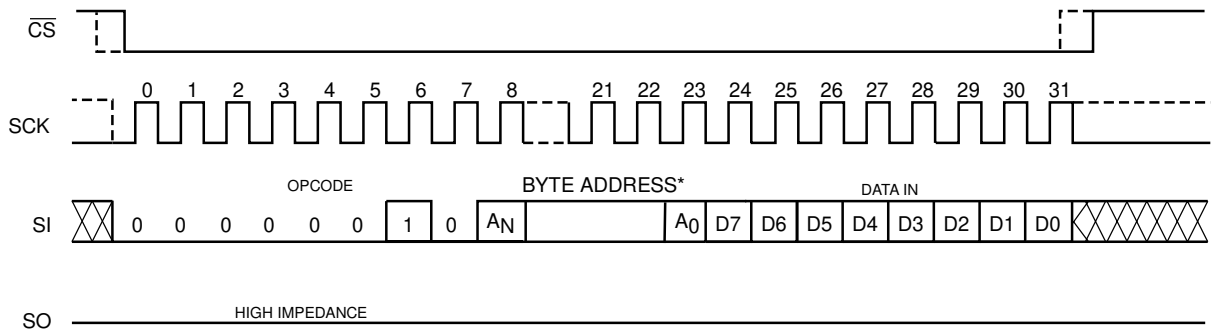 CS
0 1 2 3 4 5 6 7 8 21 22 23 24 25 26 27 28 29 30 31
SCK
OPCODE BYTE ADDRESS* DATA IN
SI 0 0 0 0 0 0 1 0 AN A0 D7 D6 D5 D4 D3 D2 D1 D0
HIGH IMPEDANCE
SO